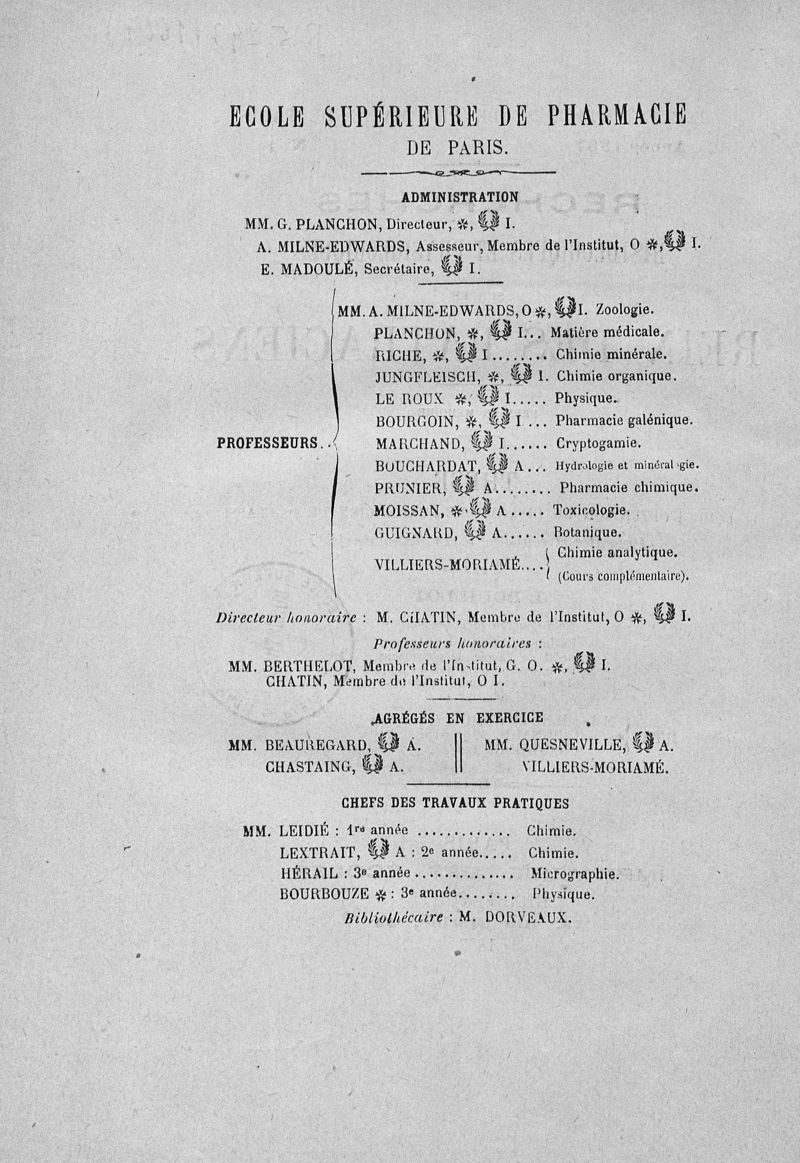 ECOLE SUPÉRIEURE DE PHARMACIE
DE PARIS.
ADMINISTRATION
MM. G. PLANCHON, Directeur, *, I.
A. MILNE-EDWARDS, Assesseur, Membre de l'Institut, O *, I.
E. MADOULÉ, Secrétaire, I.
PROFESSEURS..
MM. A. MILNE-EDWARDS, O *, I. Zoologie.
PLANCHON, *, I... Matière médicale.
RICHE, *, I........ Chimie minérale.
JUNGFLEISCH, *, I. Chimie organique.
LE ROUX *, I..... Physique.
BOURGOIN, *, I ... Pharmacie galénique.
MARCHAND, I...... Cryptogamie.
BOUCHARDAT, A... Hydrologie et minéral gie.
PRUNIER, A........ Pharmacie chimique.
MOISSAN, *, A ..... Toxicologie.
GUIGNARD, A...... Botanique.
VILLIERS-MORIAMÉ.... Chimie analytique.
(Cours complémentaire).
Directeur honoraire : M. CHATIN, Membre de l'Institut, O *, I.
Professeurs honoraires :
MM. BERTHELOT, Membre de l'Institut, G. O. *, I.
CHATIN, Membre de l'Institut, O I.
AGRÉGÉS EN EXERCICE
MM. BEAUREGARD, A.
CHASTAING, A.
MM. QUESNEVILLE, A.
VILLIERS-MORIAMÉ.
CHEFS DES TRAVAUX PRATIQUES
MM. LEIDIÉ : 1re année ............. Chimie.
LEXTRAIT, A : 2e année..... Chimie.
HÉRAIL : 3e année .............. Micrographie.
BOURBOUZE * : 3e année........ Physique.
Bibliothécaire : M. DORVEAUX.